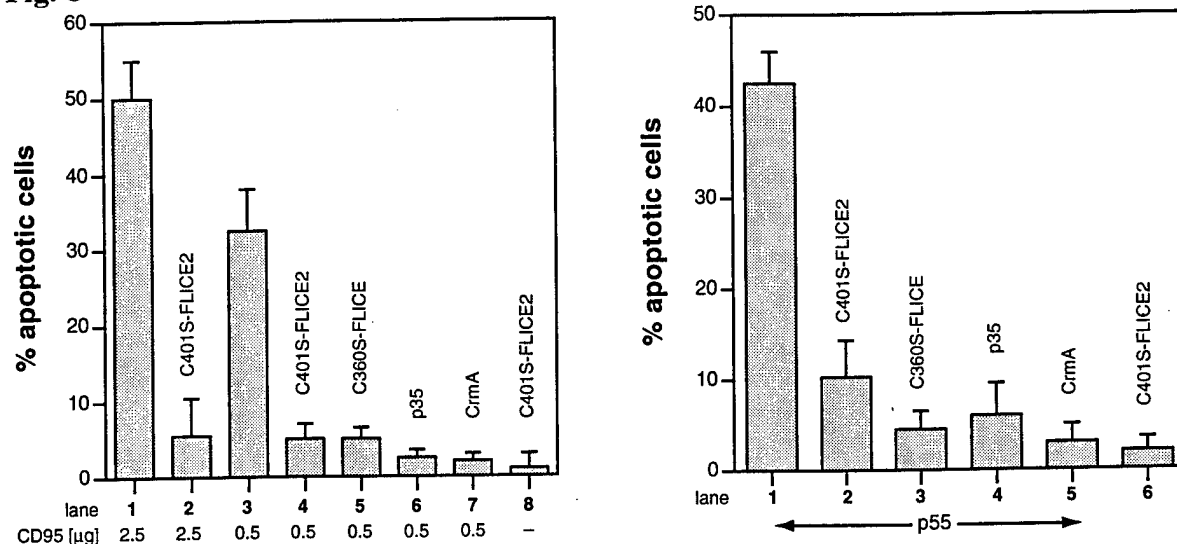 60
50
40
30
20
10
0
% apoptotic cells
C401S-FLICE2
C401S-FLICE2
C360S-FLICE
p35
CrmA
C401S-FLICE2
lane 1 2 3 4 5 6 7 8
CD95 [µg] 2.5 2.5 0.5 0.5 0.5 0.5 0.5 –
50
40
30
20
10
0
% apoptotic cells
C401S-FLICE2
C360S-FLICE
p35
CrmA
C401S-FLICE2
lane 1 2 3 4 5 6
p55